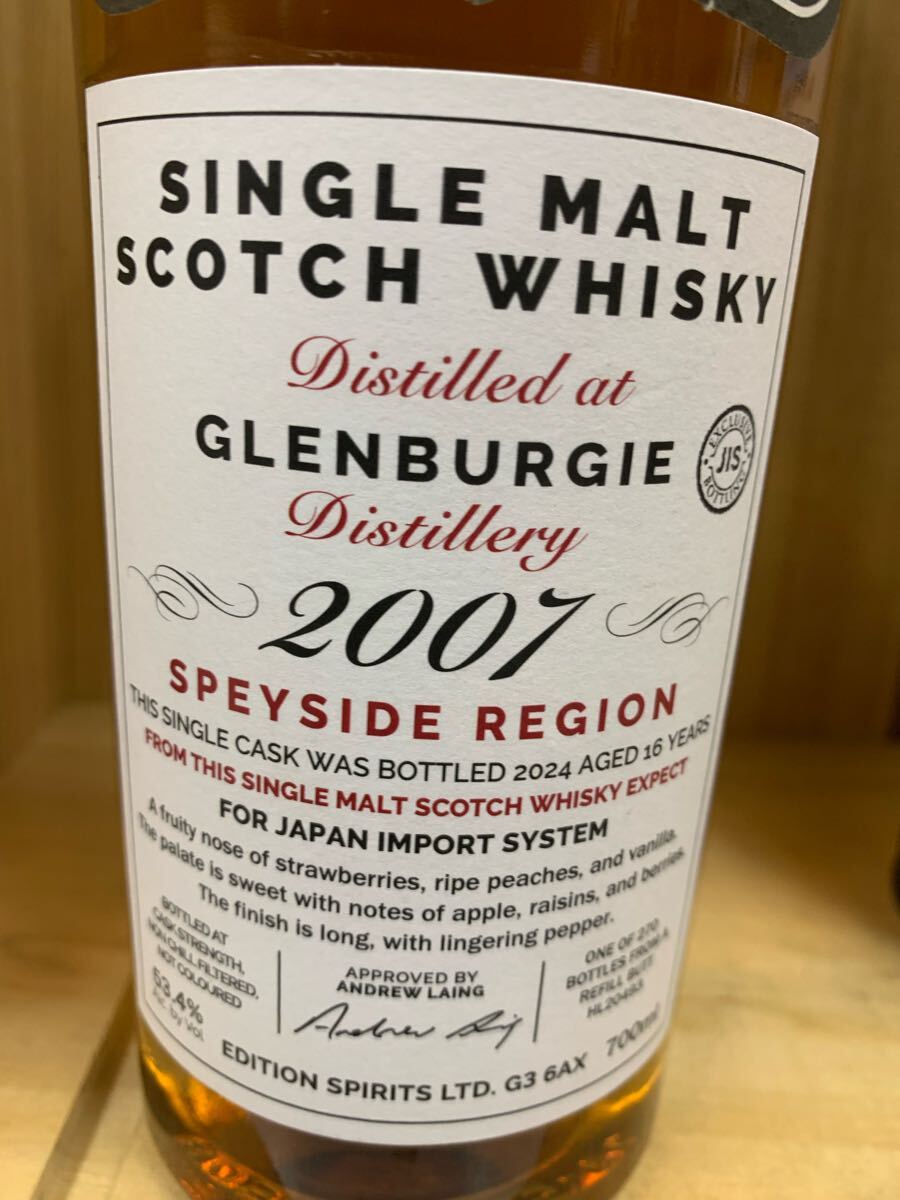 SINGLE MALT
SCOTCH WHISKY
Distilled at
GLENBURGIE
EXCLUSIVE
JIS
BOTTLING
Distillery
2007
SPEYSIDE REGION
THIS SINGLE CASK WAS BOTTLED 2024 AGED 16 YEARS
FROM THIS SINGLE MALT SCOTCH WHISKY EXPECT
FOR JAPAN IMPORT SYSTEM
A fruity nose of strawberries, ripe peaches, and vanilla.
The palate is sweet with notes of apple, raisins, and berries.
The finish is long, with lingering pepper.
BOTTLED AT
CASK STRENGTH,
NON CHILL FILTERED,
NOT COLOURED
53.4%
Alc. by Vol
APPROVED BY
ANDREW LAING
Andrew Laing
ONE OF 270
BOTTLES FROM A
REFILL BUTT
HL20493
700ml
EDITION SPIRITS LTD. G3 6AX